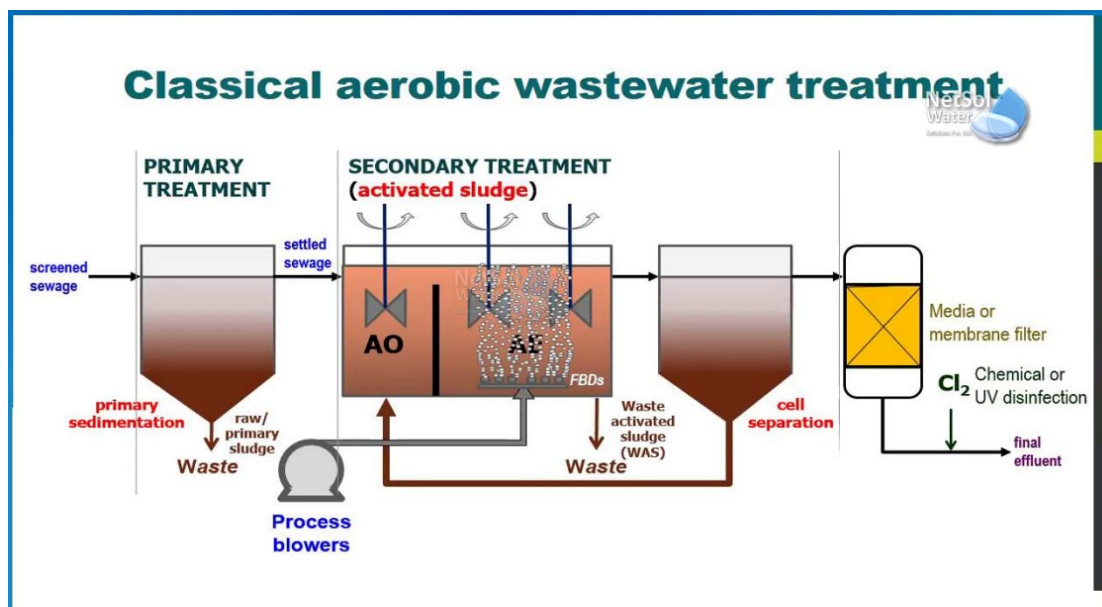 Classical aerobic wastewater treatment
NetSol
Water
PRIMARY
TREATMENT
SECONDARY TREATMENT
(activated sludge)
screened
sewage
settled
sewage
AO
FBDs
Media or
membrane filter
Cl2 Chemical or
UV disinfection
primary
sedimentation
raw/
primary
sludge
Waste
Waste
activated
sludge
(WAS)
Waste
cell
separation
final
effluent
Process
blowers